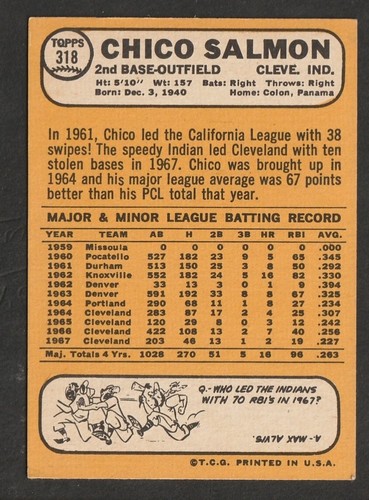 TOPPS
318
CHICO SALMON
2nd BASE-OUTFIELD CLEVE. IND.
Ht: 5'10" Wt: 157 Bats: Right Throws: Right
Born: Dec. 3, 1940 Home: Colon, Panama
In 1961, Chico led the California League with 38
swipes! The speedy Indian led Cleveland with ten
stolen bases in 1967. Chico was brought up in
1964 and his major league average was 67 points
better than his PCL total that year.
MAJOR & MINOR LEAGUE BATTING RECORD
YEAR TEAM AB H 2B 3B HR RBI AVG.
1959 Missoula 0 0 0 0 0 0 .000
1960 Pocatello 527 182 23 9 5 65 .345
1961 Durham 513 150 25 3 8 50 .292
1962 Knoxville 552 182 24 5 16 82 .330
1962 Denver 33 13 3 0 1 9 .394
1963 Denver 591 192 33 8 8 67 .325
1964 Portland 290 68 11 1 8 27 .234
1964 Cleveland 283 87 17 2 4 25 .307
1965 Cleveland 120 29 8 0 3 12 .242
1966 Cleveland 422 108 13 2 7 40 .256
1967 Cleveland 203 46 13 1 2 19 .227
Maj. Totals 4 Yrs. 1028 270 51 5 16 96 .263
Q- WHO LED THE INDIANS
WITH 70 RBI'S IN 1967?
A- MAX ALVIS.
©T.C.G. PRINTED IN U.S.A.